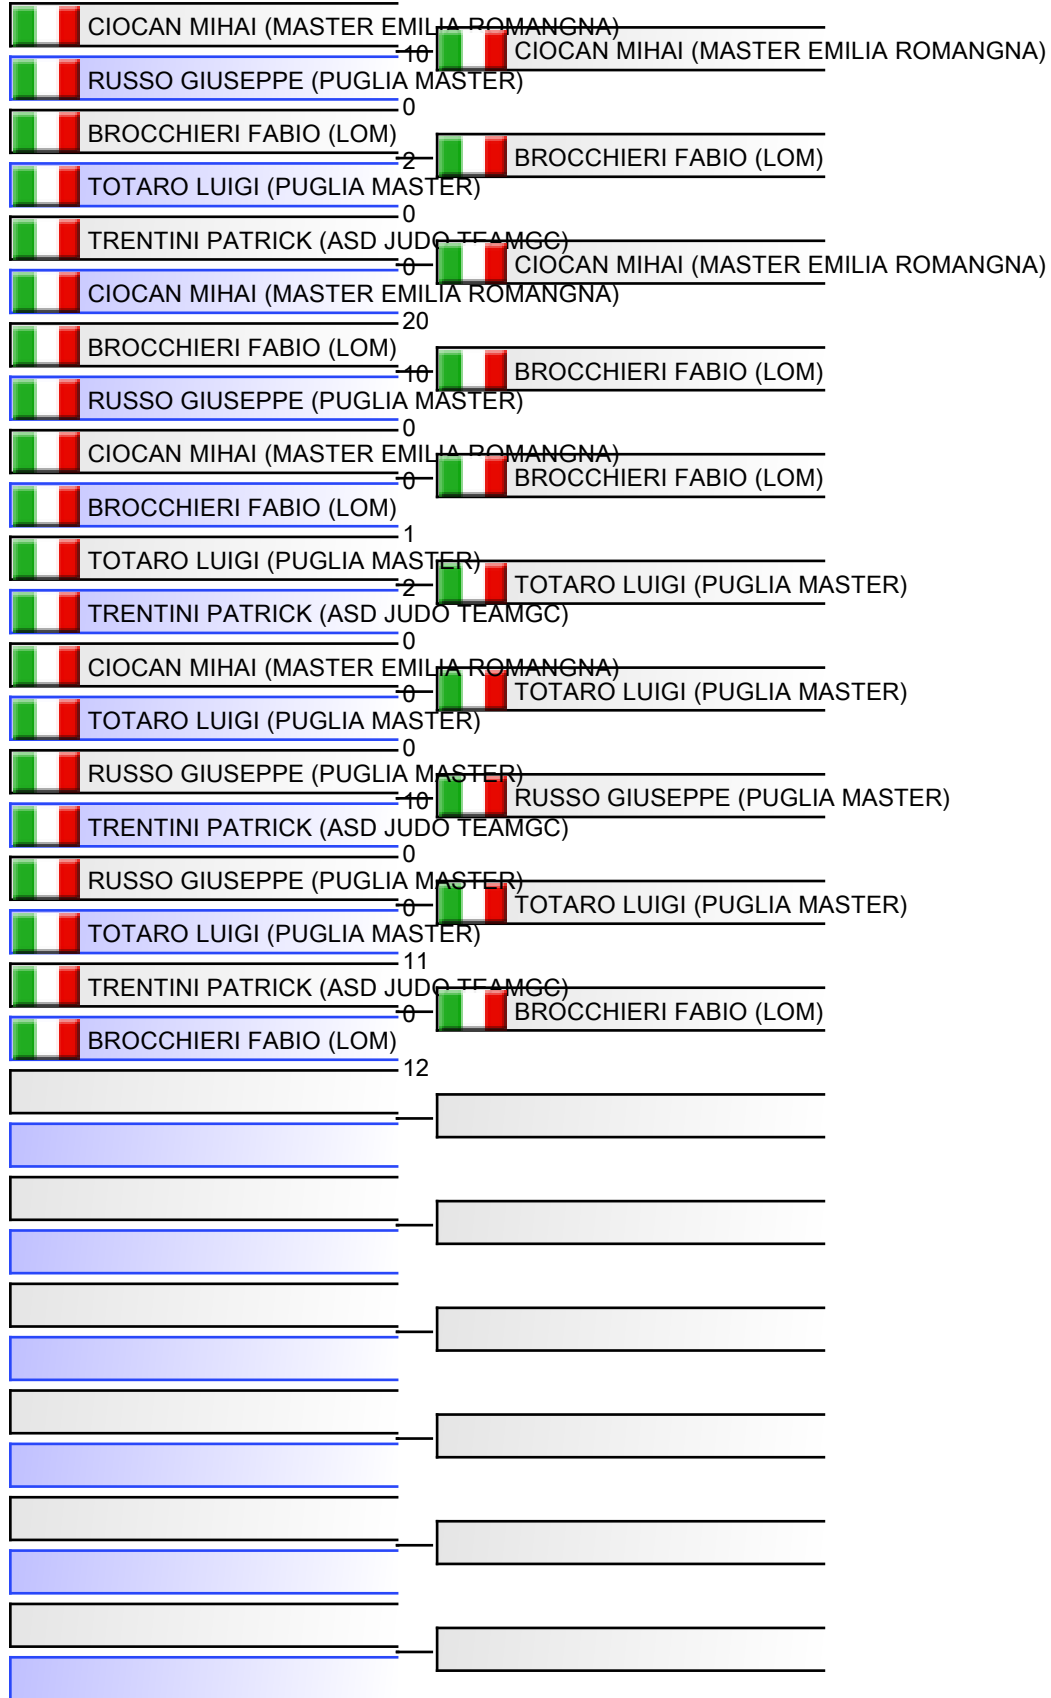 CIOCAN MIHAI (MASTER EMILIA ROMANGNA)
CIOCAN MIHAI (MASTER EMILIA ROMANGNA)
10
RUSSO GIUSEPPE (PUGLIA MASTER)
0
BROCCHIERI FABIO (LOM)
BROCCHIERI FABIO (LOM)
2
TOTARO LUIGI (PUGLIA MASTER)
0
TRENTINI PATRICK (ASD JUDO TEAMGC)
CIOCAN MIHAI (MASTER EMILIA ROMANGNA)
0
CIOCAN MIHAI (MASTER EMILIA ROMANGNA)
20
BROCCHIERI FABIO (LOM)
BROCCHIERI FABIO (LOM)
10
RUSSO GIUSEPPE (PUGLIA MASTER)
0
CIOCAN MIHAI (MASTER EMILIA ROMANGNA)
BROCCHIERI FABIO (LOM)
0
BROCCHIERI FABIO (LOM)
1
TOTARO LUIGI (PUGLIA MASTER)
TOTARO LUIGI (PUGLIA MASTER)
2
TRENTINI PATRICK (ASD JUDO TEAMGC)
0
CIOCAN MIHAI (MASTER EMILIA ROMANGNA)
TOTARO LUIGI (PUGLIA MASTER)
0
TOTARO LUIGI (PUGLIA MASTER)
0
RUSSO GIUSEPPE (PUGLIA MASTER)
RUSSO GIUSEPPE (PUGLIA MASTER)
10
TRENTINI PATRICK (ASD JUDO TEAMGC)
0
RUSSO GIUSEPPE (PUGLIA MASTER)
TOTARO LUIGI (PUGLIA MASTER)
0
TOTARO LUIGI (PUGLIA MASTER)
11
TRENTINI PATRICK (ASD JUDO TEAMGC)
BROCCHIERI FABIO (LOM)
0
BROCCHIERI FABIO (LOM)
12